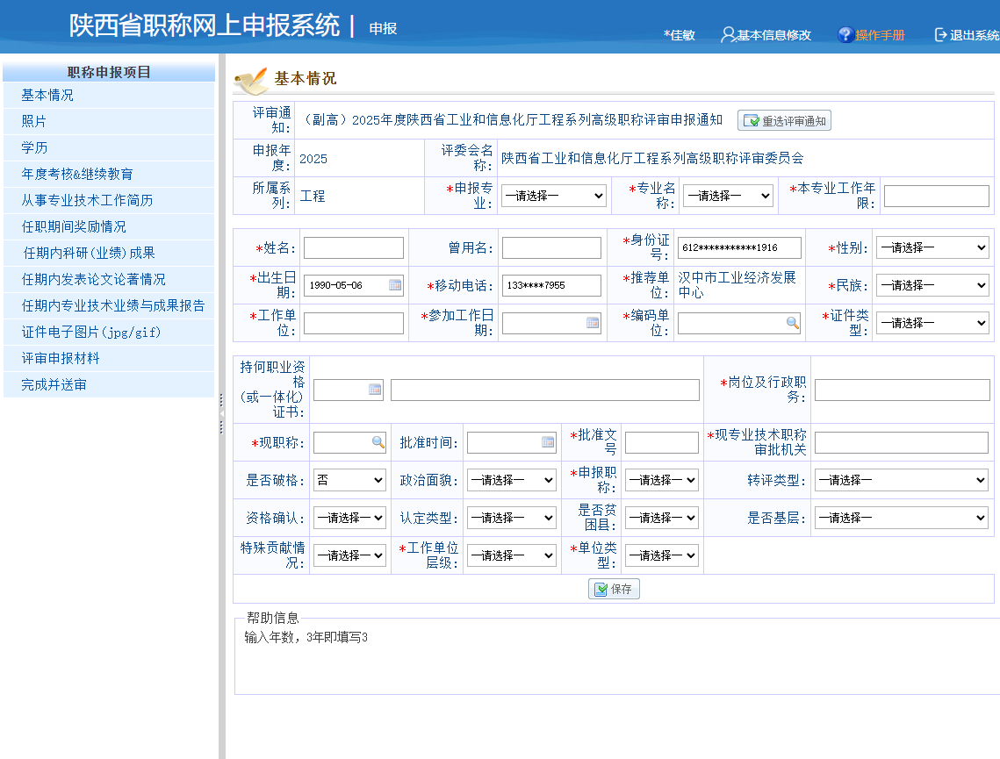 陕西省职称网上申报系统 | 申报
*佳敏 基本信息修改 操作手册 退出系统
职称申报项目
基本情况
照片
学历
年度考核&继续教育
从事专业技术工作简历
任职期间奖励情况
任期内科研(业绩)成果
任期内发表论文论著情况
任期内专业技术业绩与成果报告
证件电子图片(jpg/gif)
评审申报材料
完成并送审
基本情况
评审通知: （副高）2025年度陕西省工业和信息化厅工程系列高级职称评审申报通知 重选评审通知
申报年度: 2025 评委会名称: 陕西省工业和信息化厅工程系列高级职称评审委员会
所属系列: 工程 *申报专业: 一请选择一 *专业名称: 一请选择一 *本专业工作年限:
*姓名: 曾用名: *身份证号: 612***********1916 *性别: 一请选择一
*出生日期: 1990-05-06 *移动电话: 133****7955 *推荐单位: 汉中市工业经济发展中心 *民族: 一请选择一
*工作单位: *参加工作日期: *编码单位: *证件类型: 一请选择一
持何职业资格(或一体化)证书: *岗位及行政职务:
*现职称: 批准时间: *批准文号 *现专业技术职称审批机关
是否破格: 否 政治面貌: 一请选择一 *申报职称: 一请选择一 转评类型: 一请选择一
资格确认: 一请选择一 认定类型: 一请选择一 是否贫困县: 一请选择一 是否基层: 一请选择一
特殊贡献情况: 一请选择一 *工作单位层级: 一请选择一 *单位类型: 一请选择一
保存
帮助信息
输入年数, 3年即填写3